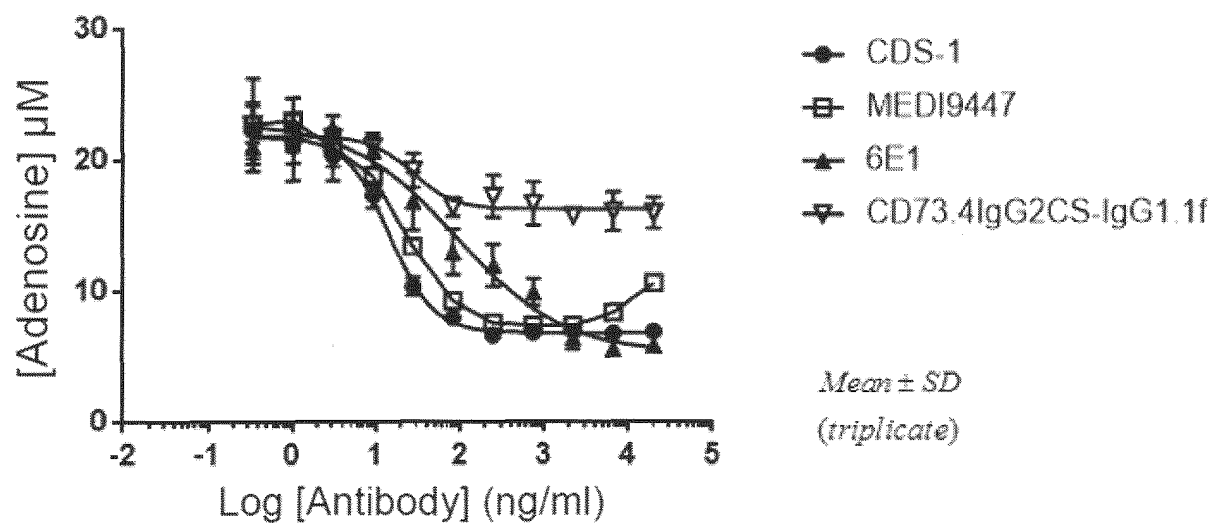 30
20
10
0
-2 -1 0 1 2 3 4 5
[Adenosine] µM
Log [Antibody] (ng/ml)
CDS-1
MEDI9447
6E1
CD73.4IgG2CS-IgG1.1f
Mean ± SD
(triplicate)